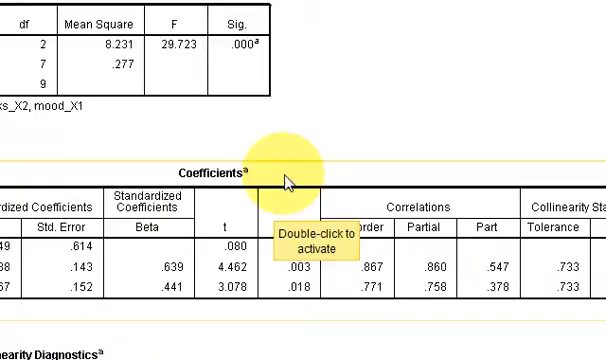 df Mean Square F Sig.
2 8.231 29.723 .000a
7 .277
9
ks_X2, mood_X1
Coefficientsa
rdized Coefficients Standardized Coefficients t Correlations Collinearity Sta
Std. Error Beta order Partial Part Tolerance
49 .614 .080
Double-click to
activate
38 .143 .639 4.462 .003 .867 .860 .547 .733
67 .152 .441 3.078 .018 .771 .758 .378 .733
nearity Diagnosticsa